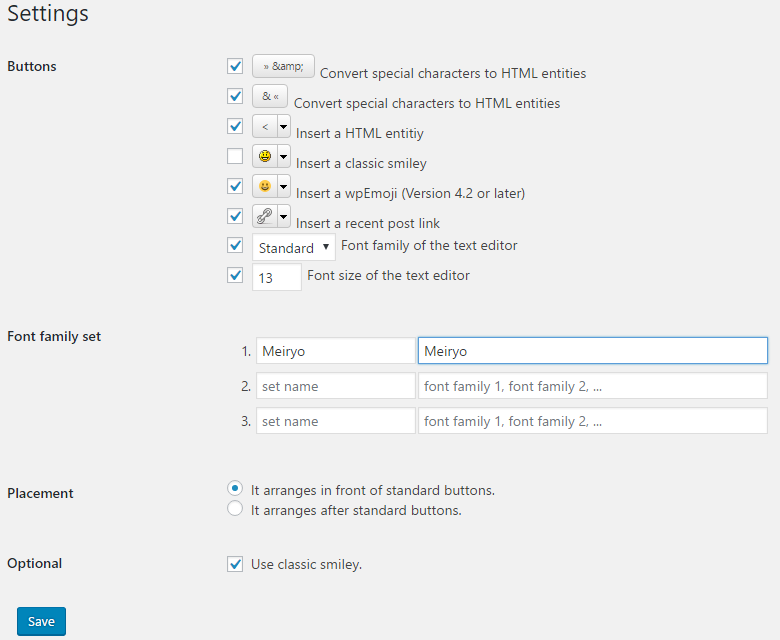 Settings
Buttons
» &amp; Convert special characters to HTML entities
& « Convert special characters to HTML entities
< Insert a HTML entitiy
Insert a classic smiley
Insert a wpEmoji (Version 4.2 or later)
Insert a recent post link
Standard Font family of the text editor
13 Font size of the text editor
Font family set
1. Meiryo Meiryo
2. set name font family 1, font family 2, ...
3. set name font family 1, font family 2, ...
Placement It arranges in front of standard buttons.
It arranges after standard buttons.
Optional Use classic smiley.
Save